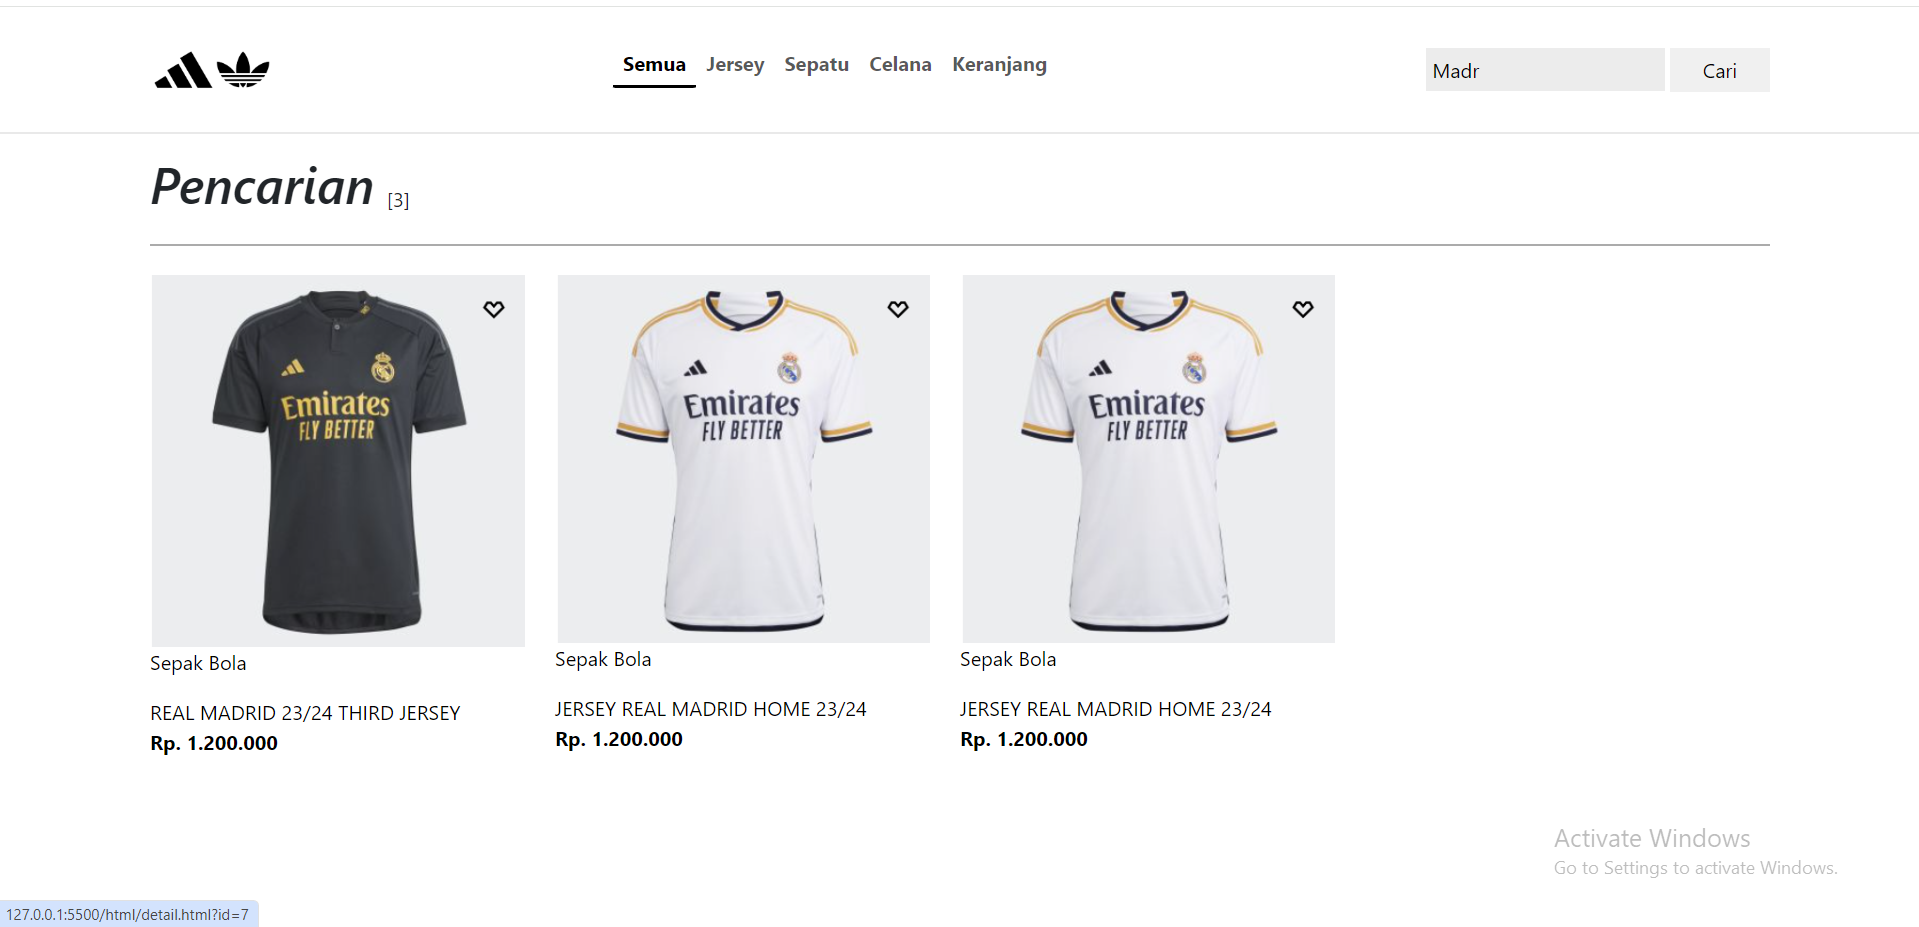 Semua Jersey Sepatu Celana Keranjang
Madr
Cari
Pencarian [3]
Emirates
FLY BETTER
Emirates
FLY BETTER
Emirates
FLY BETTER
Sepak Bola
REAL MADRID 23/24 THIRD JERSEY
Rp. 1.200.000
Sepak Bola
JERSEY REAL MADRID HOME 23/24
Rp. 1.200.000
Sepak Bola
JERSEY REAL MADRID HOME 23/24
Rp. 1.200.000
Activate Windows
Go to Settings to activate Windows.
127.0.0.1:5500/html/detail.html?id=7